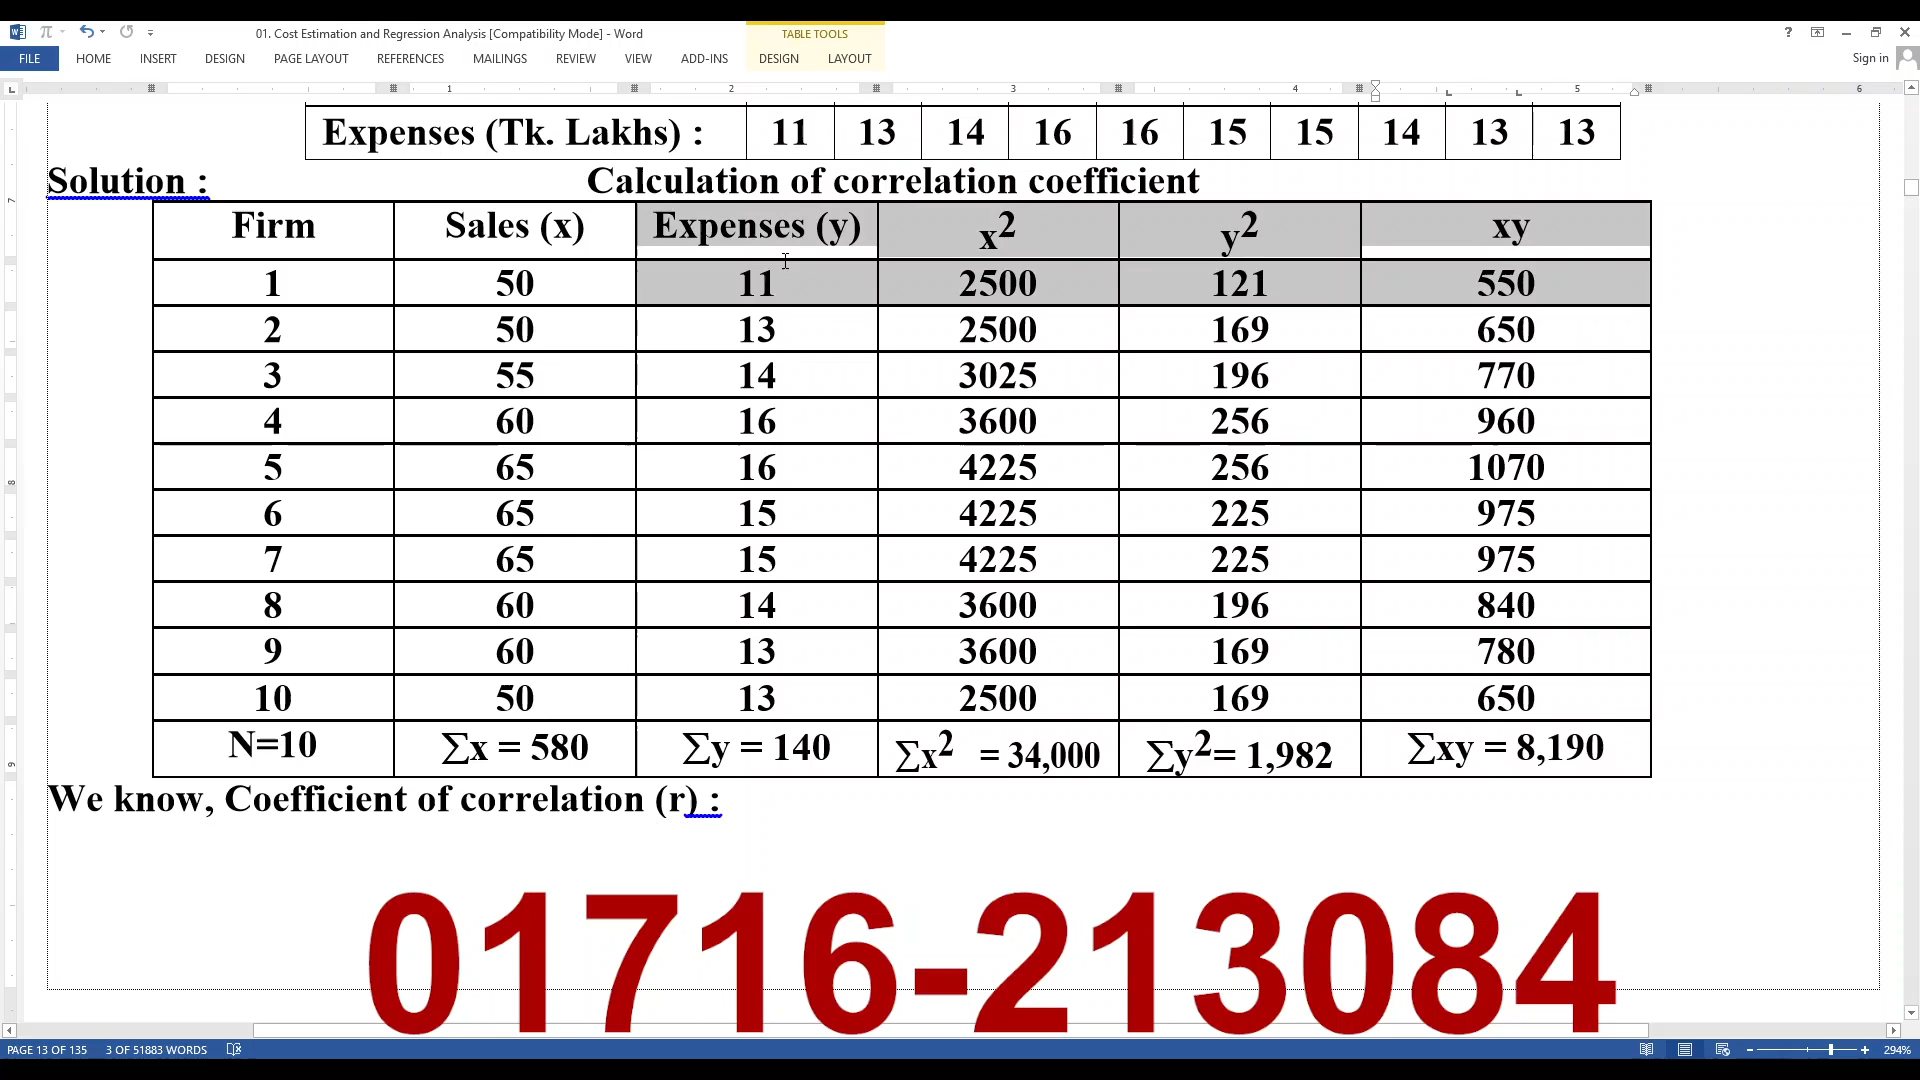 01. Cost Estimation and Regression Analysis [Compatibility Mode] - Word
TABLE TOOLS
?
FILE HOME INSERT DESIGN PAGE LAYOUT REFERENCES MAILINGS REVIEW VIEW ADD-INS DESIGN LAYOUT Sign in
1 2 3 4 5 6
Expenses (Tk. Lakhs) : 11 13 14 16 16 15 15 14 13 13
Solution : Calculation of correlation coefficient
Firm Sales (x) Expenses (y) x² y² xy
1 50 11 2500 121 550
2 50 13 2500 169 650
3 55 14 3025 196 770
4 60 16 3600 256 960
5 65 16 4225 256 1070
6 65 15 4225 225 975
7 65 15 4225 225 975
8 60 14 3600 196 840
9 60 13 3600 169 780
10 50 13 2500 169 650
N=10 ∑x = 580 ∑y = 140 ∑x² = 34,000 ∑y²= 1,982 ∑xy = 8,190
We know, Coefficient of correlation (r) :
01716-213084
PAGE 13 OF 135 3 OF 51883 WORDS 294%